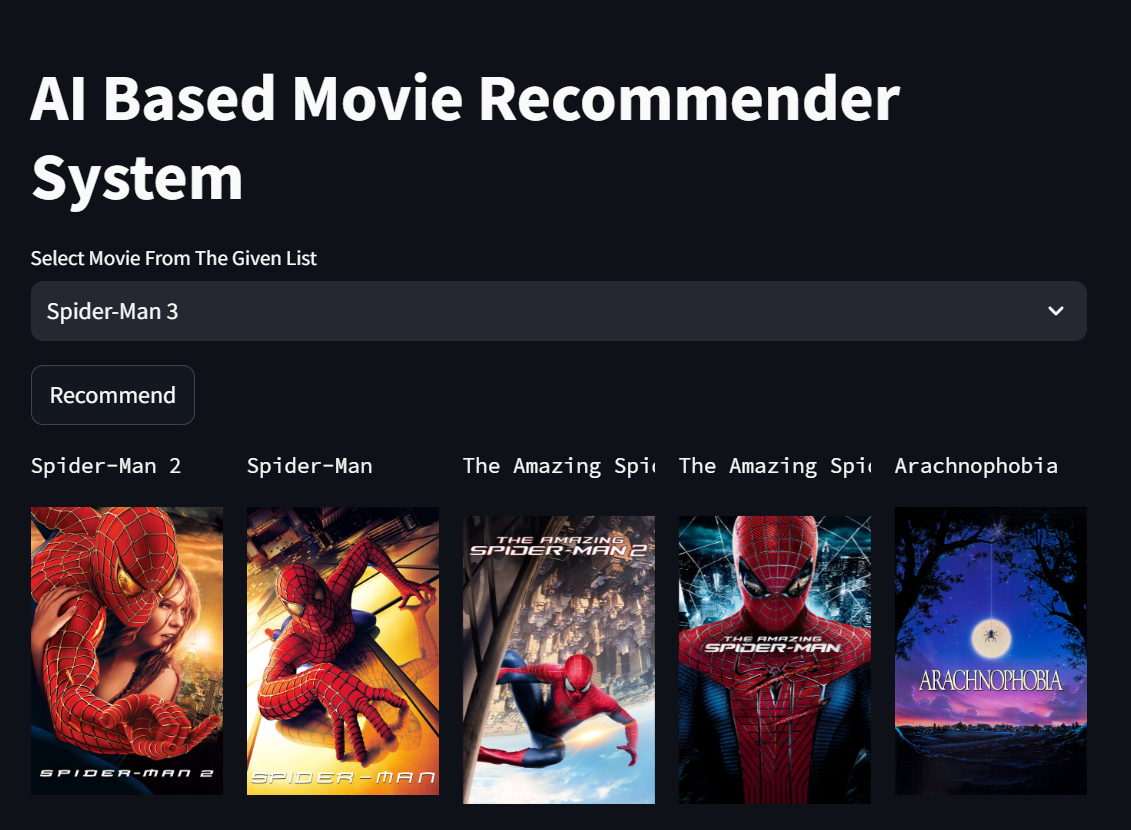 AI Based Movie Recommender
System
Select Movie From The Given List
Spider-Man 3
Recommend
Spider-Man 2
Spider-Man
The Amazing Spi
The Amazing Spi
Arachnophobia
SPIDER-MAN 2
SPIDER-MAN
THE AMAZING
SPIDER-MAN 2
THE AMAZING
SPIDER-MAN
ARACHNOPHOBIA